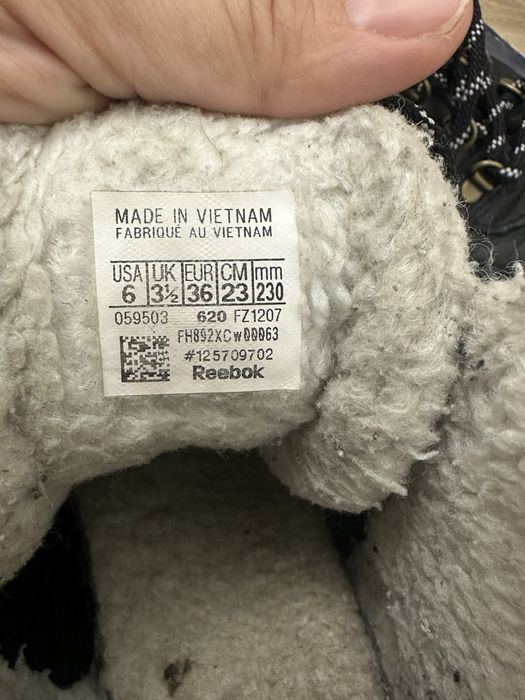 MADE IN VIETNAM
FABRIQUÉ AU VIETNAM
USA UK EUR CM mm
6 3½ 36 23 230
059503 620 FZ1207
FH892XCW00063
#125709702
Reebok